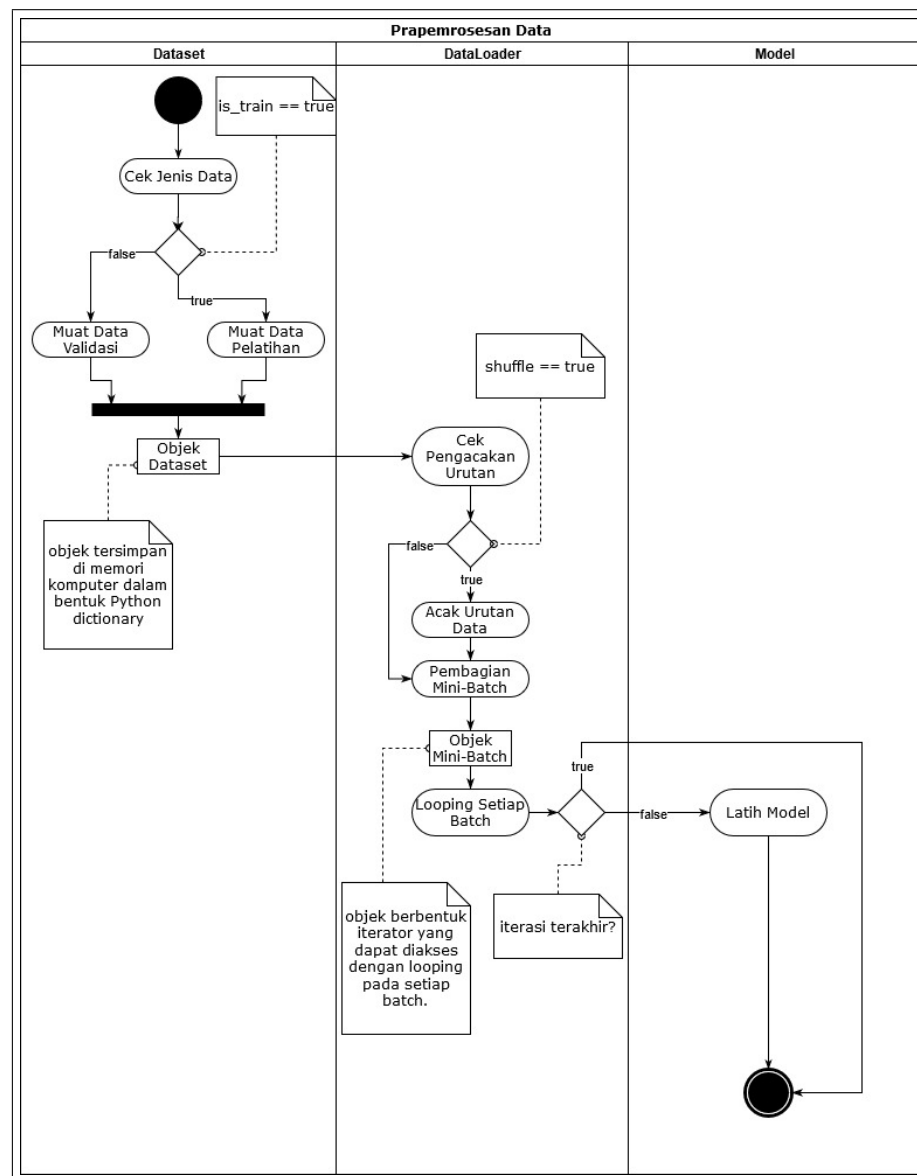 Prapemrosesan Data
Dataset
DataLoader
Model
is_train == true
Cek Jenis Data
false
true
Muat Data
Validasi
Muat Data
Pelatihan
Objek
Dataset
objek tersimpan
di memori
komputer dalam
bentuk Python
dictionary
shuffle == true
Cek
Pengacakan
Urutan
false
true
Acak Urutan
Data
Pembagian
Mini-Batch
Objek
Mini-Batch
true
Looping Setiap
Batch
false
Latih Model
objek berbentuk
iterator yang
dapat diakses
dengan looping
pada setiap
batch.
iterasi terakhir?